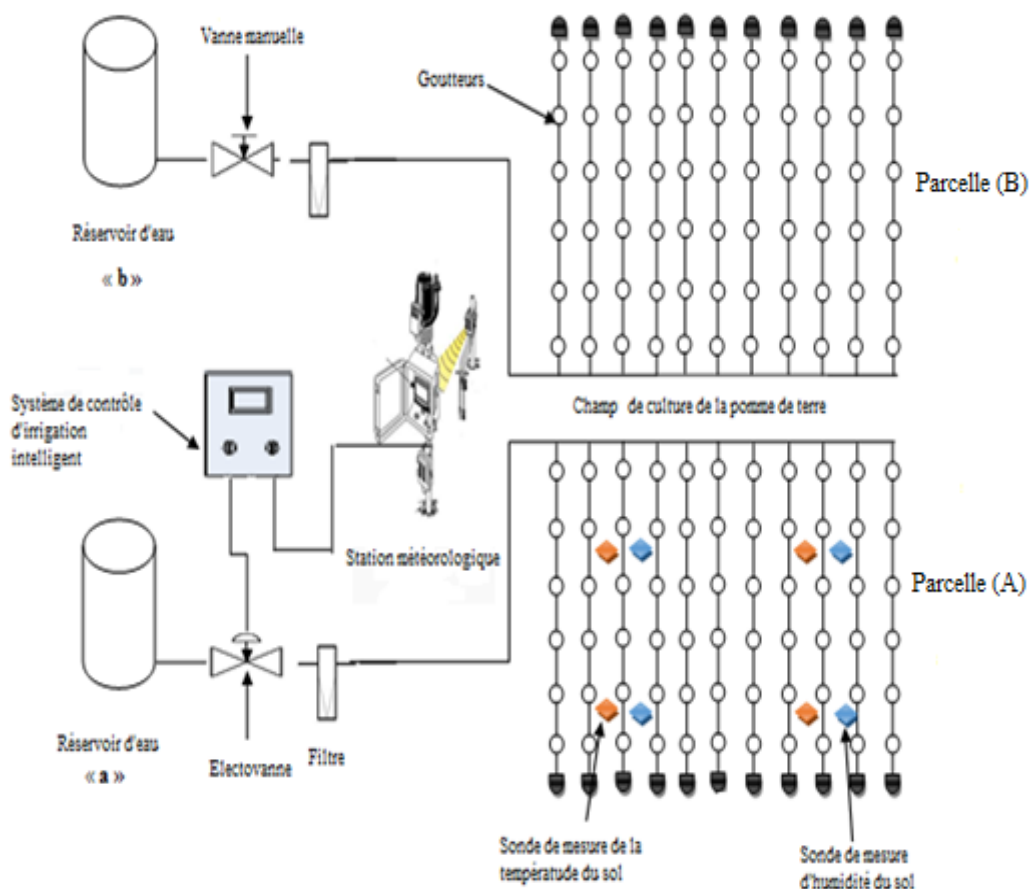 Vanne manuelle
Goutteurs
Parcelle (B)
Réservoir d'eau
« b »
Système de contrôle
d'irrigation
intelligent
Champ de culture de la pomme de terre
Station météorologique
Parcelle (A)
Réservoir d'eau
« a »
Electovanne
Filtre
Sonde de mesure de la
températude du sol
Sonde de mesure
d'humidité du sol